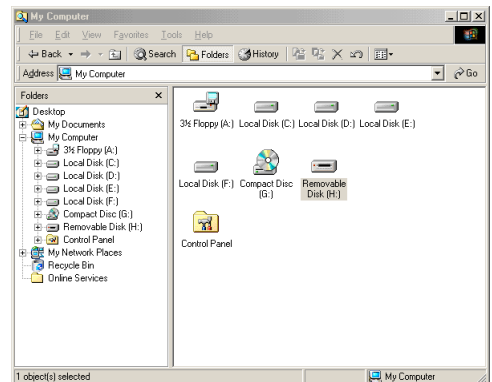 My Computer
File Edit View Favorites Tools Help
Back Search Folders History
Address My Computer Go
Folders
Desktop
My Documents
My Computer
3½ Floppy (A:)
Local Disk (C:)
Local Disk (D:)
Local Disk (E:)
Local Disk (F:)
Compact Disc (G:)
Removable Disk (H:)
Control Panel
My Network Places
Recycle Bin
Online Services
3½ Floppy (A:) Local Disk (C:) Local Disk (D:) Local Disk (E:)
Local Disk (F:) Compact Disc Removable
(G:) Disk (H:)
Control Panel
1 object(s) selected My Computer